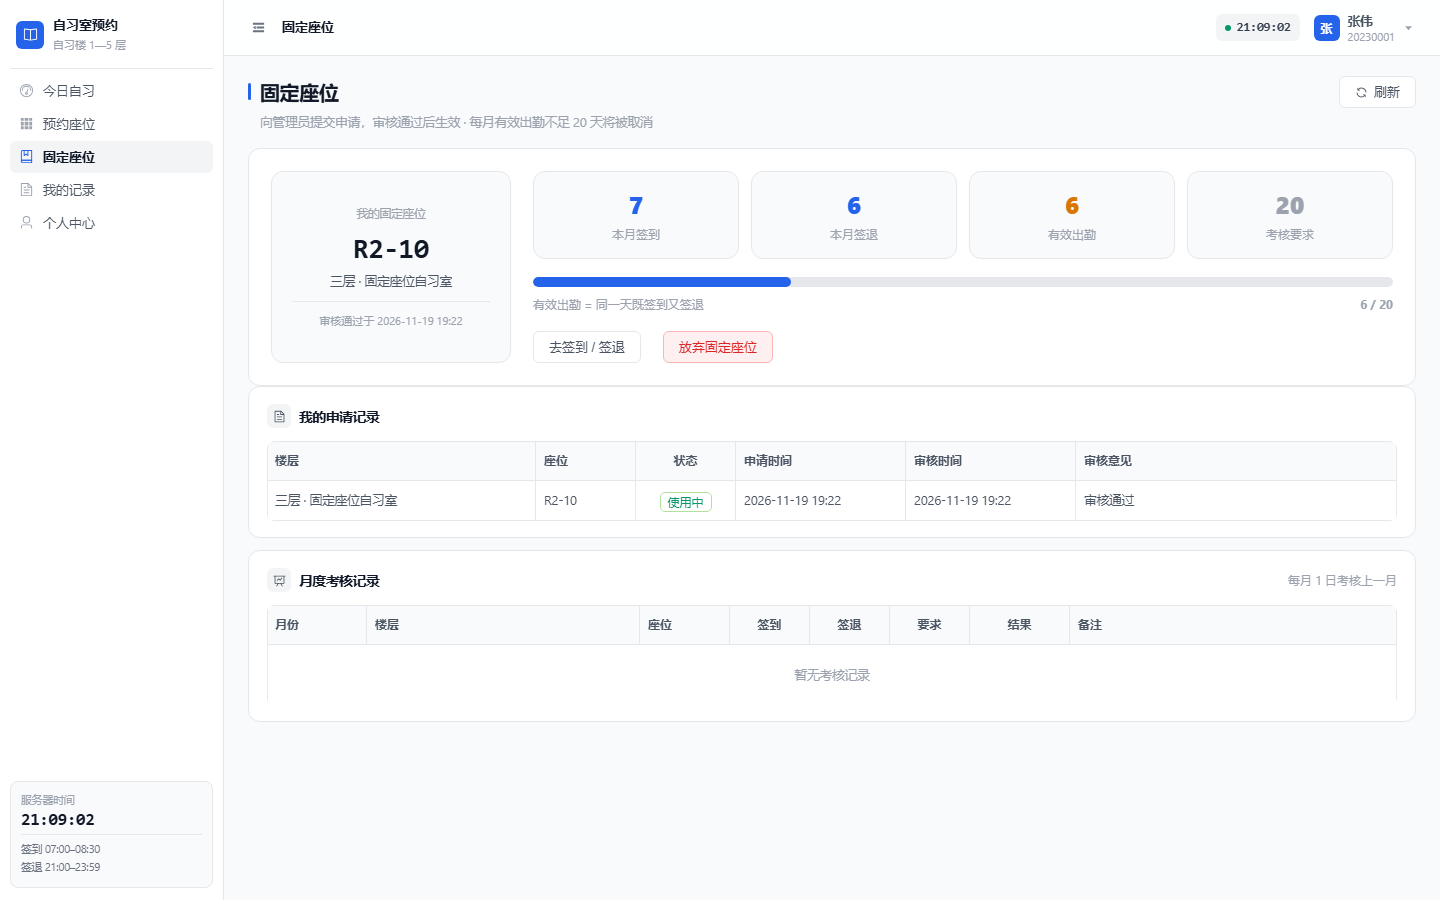 自习室预约
自习楼 1—5 层
今日自习
预约座位
固定座位
我的记录
个人中心
服务器时间
21:09:02
签到 07:00–08:30
签退 21:00–23:59
固定座位
21:09:02
张
张伟
20230001
固定座位
向管理员提交申请，审核通过后生效 · 每月有效出勤不足 20 天将被取消
刷新
我的固定座位
R2-10
三层 · 固定座位自习室
审核通过于 2026-11-19 19:22
7
本月签到
6
本月签退
6
有效出勤
20
考核要求
有效出勤 = 同一天既签到又签退
6 / 20
去签到 / 签退
放弃固定座位
我的申请记录
楼层 座位 状态 申请时间 审核时间 审核意见
三层 · 固定座位自习室 R2-10 使用中 2026-11-19 19:22 2026-11-19 19:22 审核通过
月度考核记录
每月 1 日考核上一月
月份 楼层 座位 签到 签退 要求 结果 备注
暂无考核记录